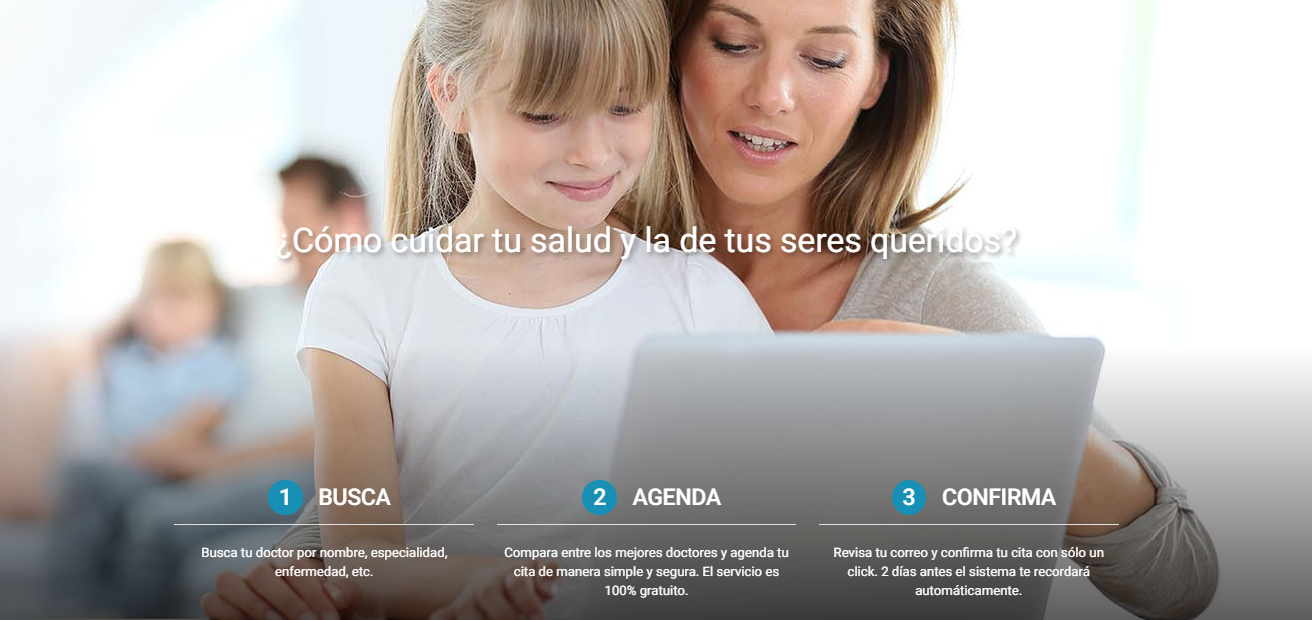 ¿Cómo cuidar tu salud y la de tus seres queridos?
1 BUSCA
Busca tu doctor por nombre, especialidad,
enfermedad, etc.
2 AGENDA
Compara entre los mejores doctores y agenda tu
cita de manera simple y segura. El servicio es
100% gratuito.
3 CONFIRMA
Revisa tu correo y confirma tu cita con sólo un
click. 2 días antes el sistema te recordará
automáticamente.